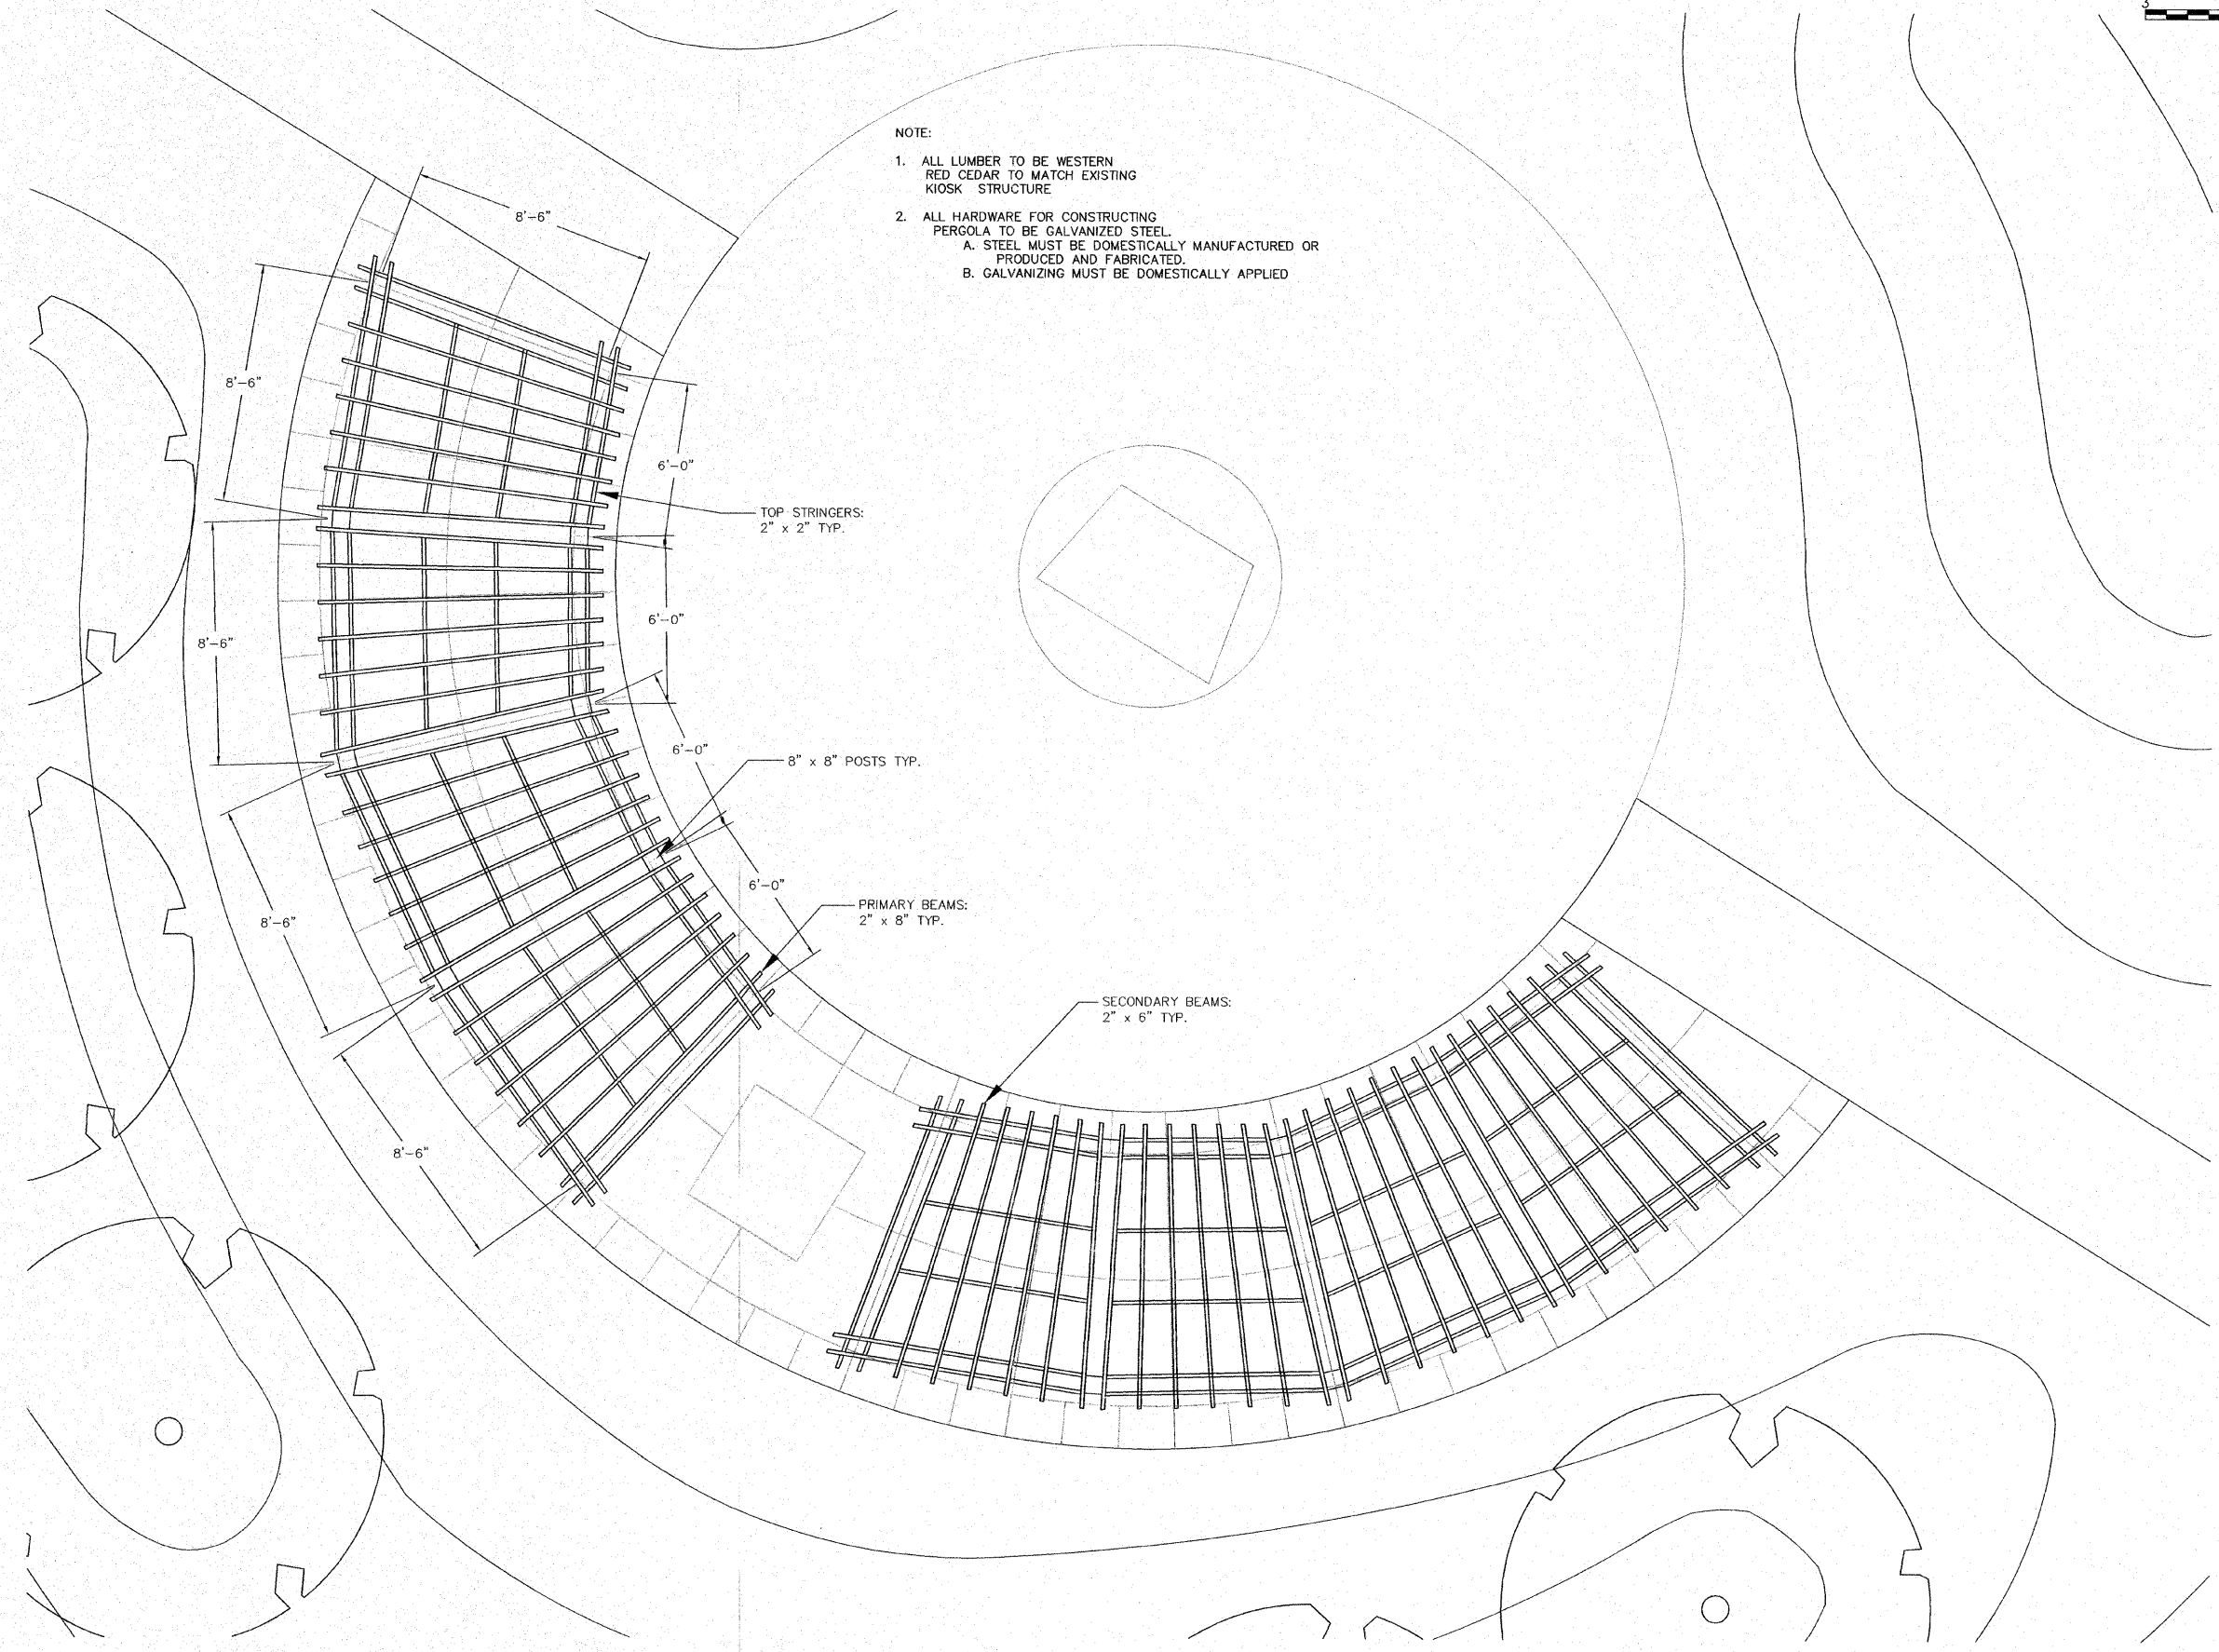 3
NOTE:
1. ALL LUMBER TO BE WESTERN
RED CEDAR TO MATCH EXISTING
KIOSK STRUCTURE
2. ALL HARDWARE FOR CONSTRUCTING
PERGOLA TO BE GALVANIZED STEEL.
A. STEEL MUST BE DOMESTICALLY MANUFACTURED OR
PRODUCED AND FABRICATED.
B. GALVANIZING MUST BE DOMESTICALLY APPLIED
8'-6"
8'-6"
6'-0"
TOP STRINGERS:
2" x 2" TYP.
6'-0"
8'-6"
6'-0"
8" x 8" POSTS TYP.
6'-0"
PRIMARY BEAMS:
2" x 8" TYP.
8'-6"
SECONDARY BEAMS:
2" x 6" TYP.
8'-6"